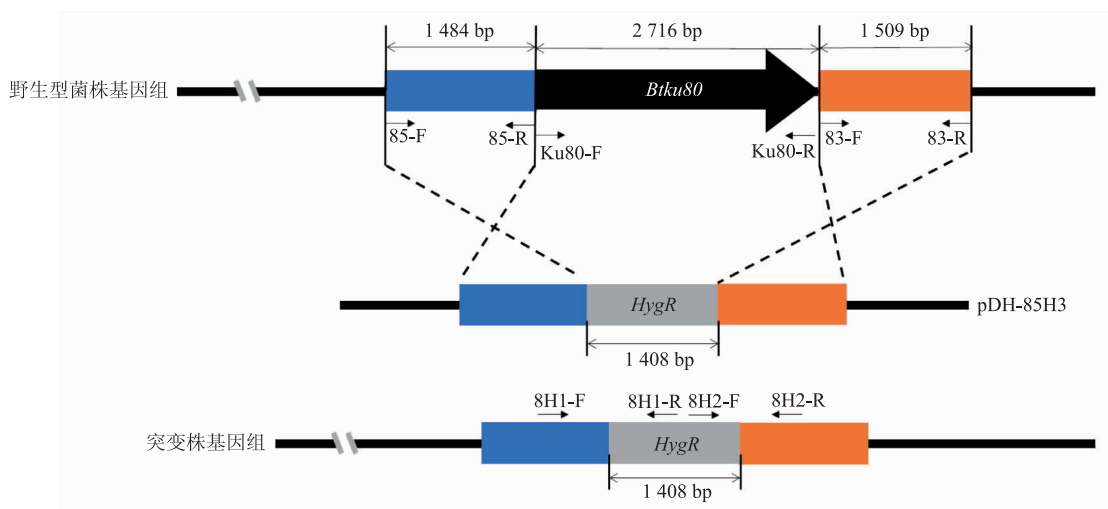 1 484 bp 2 716 bp 1 509 bp
野生型菌株基因组 Btku80
85-F 85-R Ku80-F Ku80-R 83-F 83-R
HygR pDH-85H3
1 408 bp
8H1-F 8H1-R 8H2-F 8H2-R
突变株基因组 HygR
1 408 bp